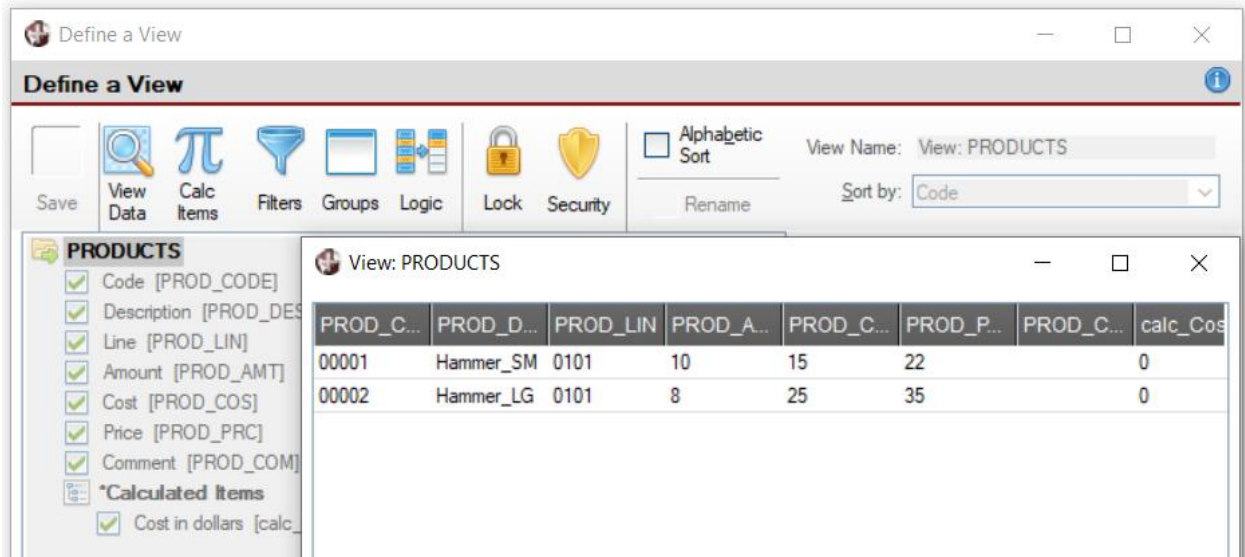 Define a View
Define a View
Alphabetic
Sort
View Name: View: PRODUCTS
Save
View
Data
Calc
Items
Filters
Groups
Logic
Lock
Security
Rename
Sort by: Code
PRODUCTS
Code [PROD_CODE]
Description [PROD_DES
Line [PROD_LIN]
Amount [PROD_AMT]
Cost [PROD_COS]
Price [PROD_PRC]
Comment [PROD_COM]
*Calculated Items
Cost in dollars [calc_
View: PRODUCTS
PROD_C... PROD_D... PROD_LIN PROD_A... PROD_C... PROD_P... PROD_C... calc_Cos
00001 Hammer_SM 0101 10 15 22 0
00002 Hammer_LG 0101 8 25 35 0